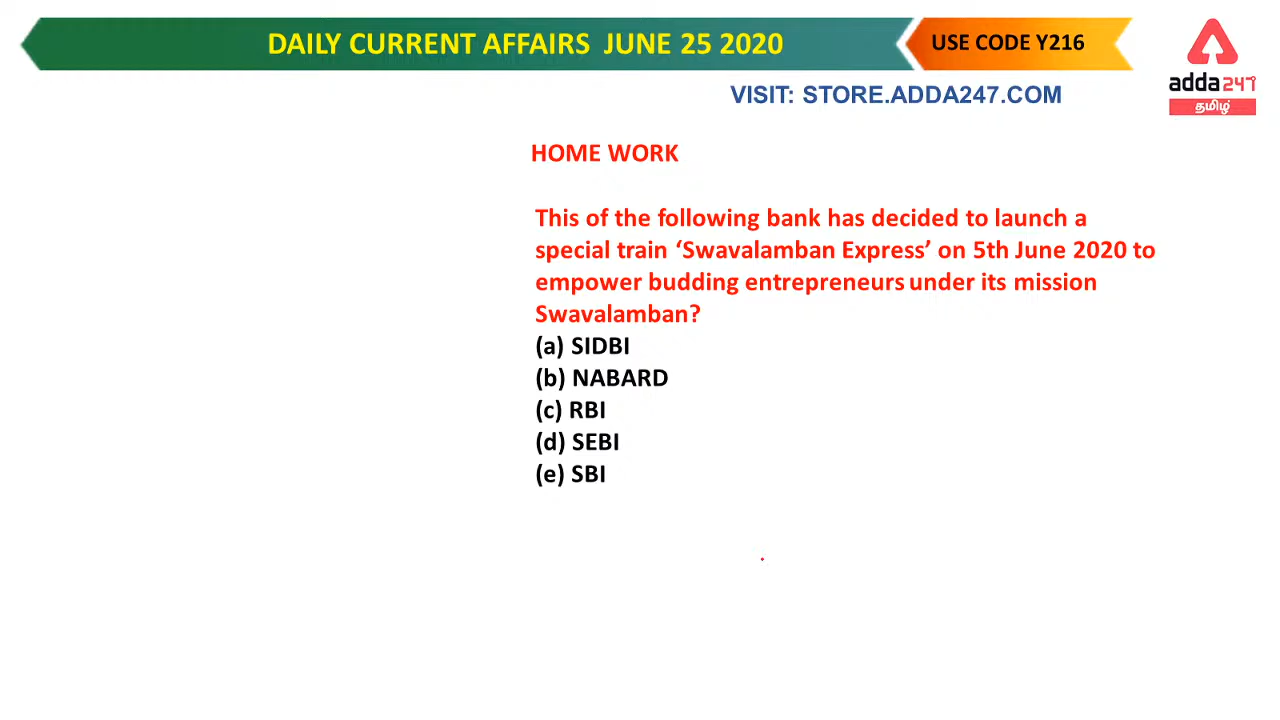 DAILY CURRENT AFFAIRS  JUNE 25 2020
USE CODE Y216
adda247
தமிழ்
VISIT: STORE.ADDA247.COM
HOME WORK
This of the following bank has decided to launch a
special train ‘Swavalamban Express’ on 5th June 2020 to
empower budding entrepreneurs under its mission
Swavalamban?
(a) SIDBI
(b) NABARD
(c) RBI
(d) SEBI
(e) SBI